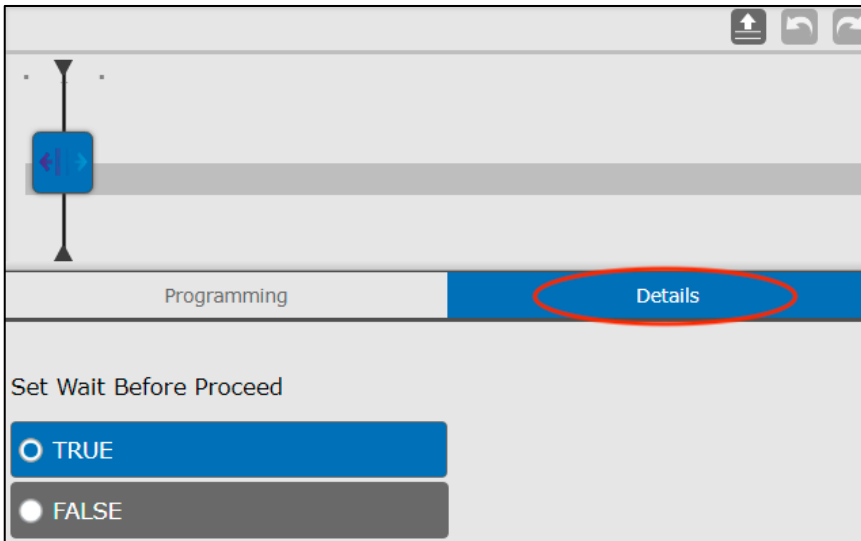 Programming
Details
Set Wait Before Proceed
TRUE
FALSE